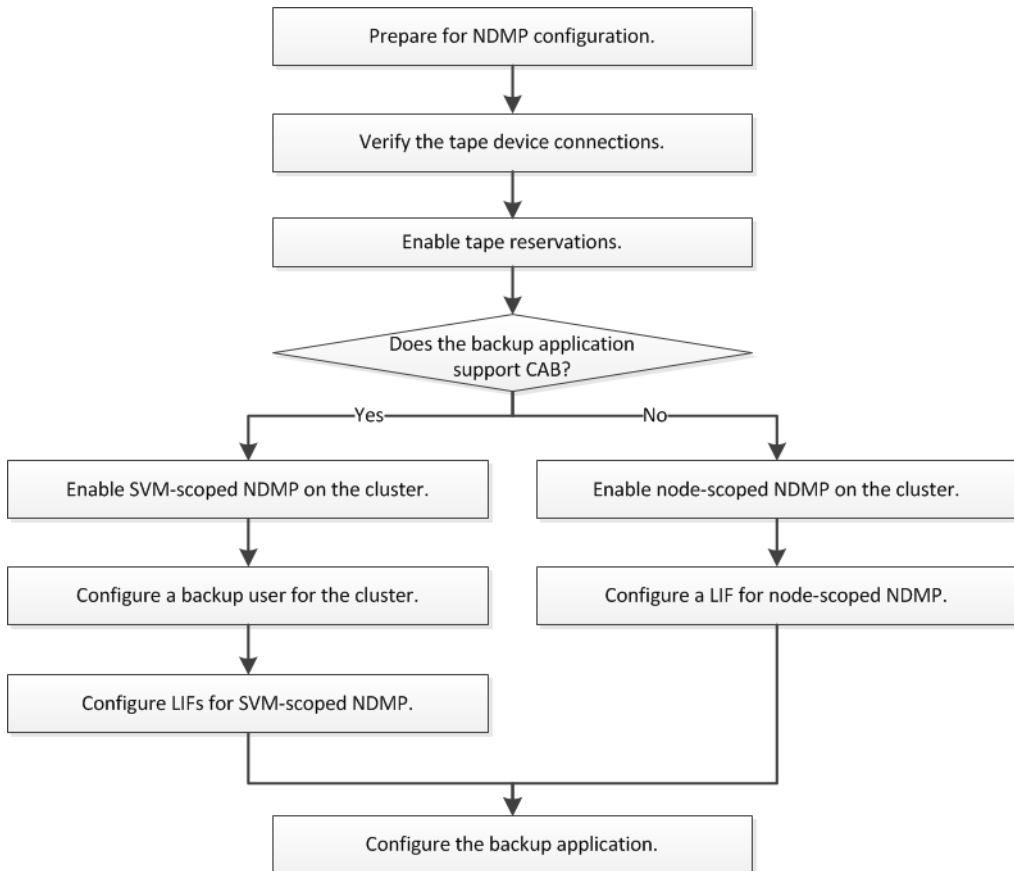 Prepare for NDMP configuration.
Verify the tape device connections.
Enable tape reservations.
Does the backup application
support CAB?
Yes
No
Enable SVM-scoped NDMP on the cluster.
Enable node-scoped NDMP on the cluster.
Configure a backup user for the cluster.
Configure a LIF for node-scoped NDMP.
Configure LIFs for SVM-scoped NDMP.
Configure the backup application.